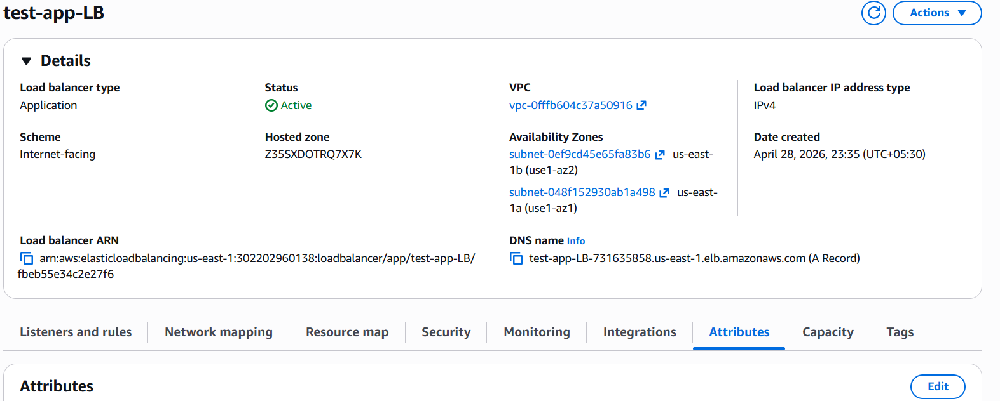 test-app-LB
Actions
Details
Load balancer type
Application
Status
Active
VPC
vpc-0fffb604c37a50916
Load balancer IP address type
IPv4
Scheme
Internet-facing
Hosted zone
Z35SXDOTRQ7X7K
Availability Zones
subnet-0ef9cd45e65fa83b6 us-east-
1b (use1-az2)
subnet-048f152930ab1a498 us-east-
1a (use1-az1)
Date created
April 28, 2026, 23:35 (UTC+05:30)
Load balancer ARN
arn:aws:elasticloadbalancing:us-east-1:302202960138:loadbalancer/app/test-app-LB/
fbeb55e34c2e27f6
DNS name Info
test-app-LB-731635858.us-east-1.elb.amazonaws.com (A Record)
Listeners and rules Network mapping Resource map Security Monitoring Integrations Attributes Capacity Tags
Attributes
Edit